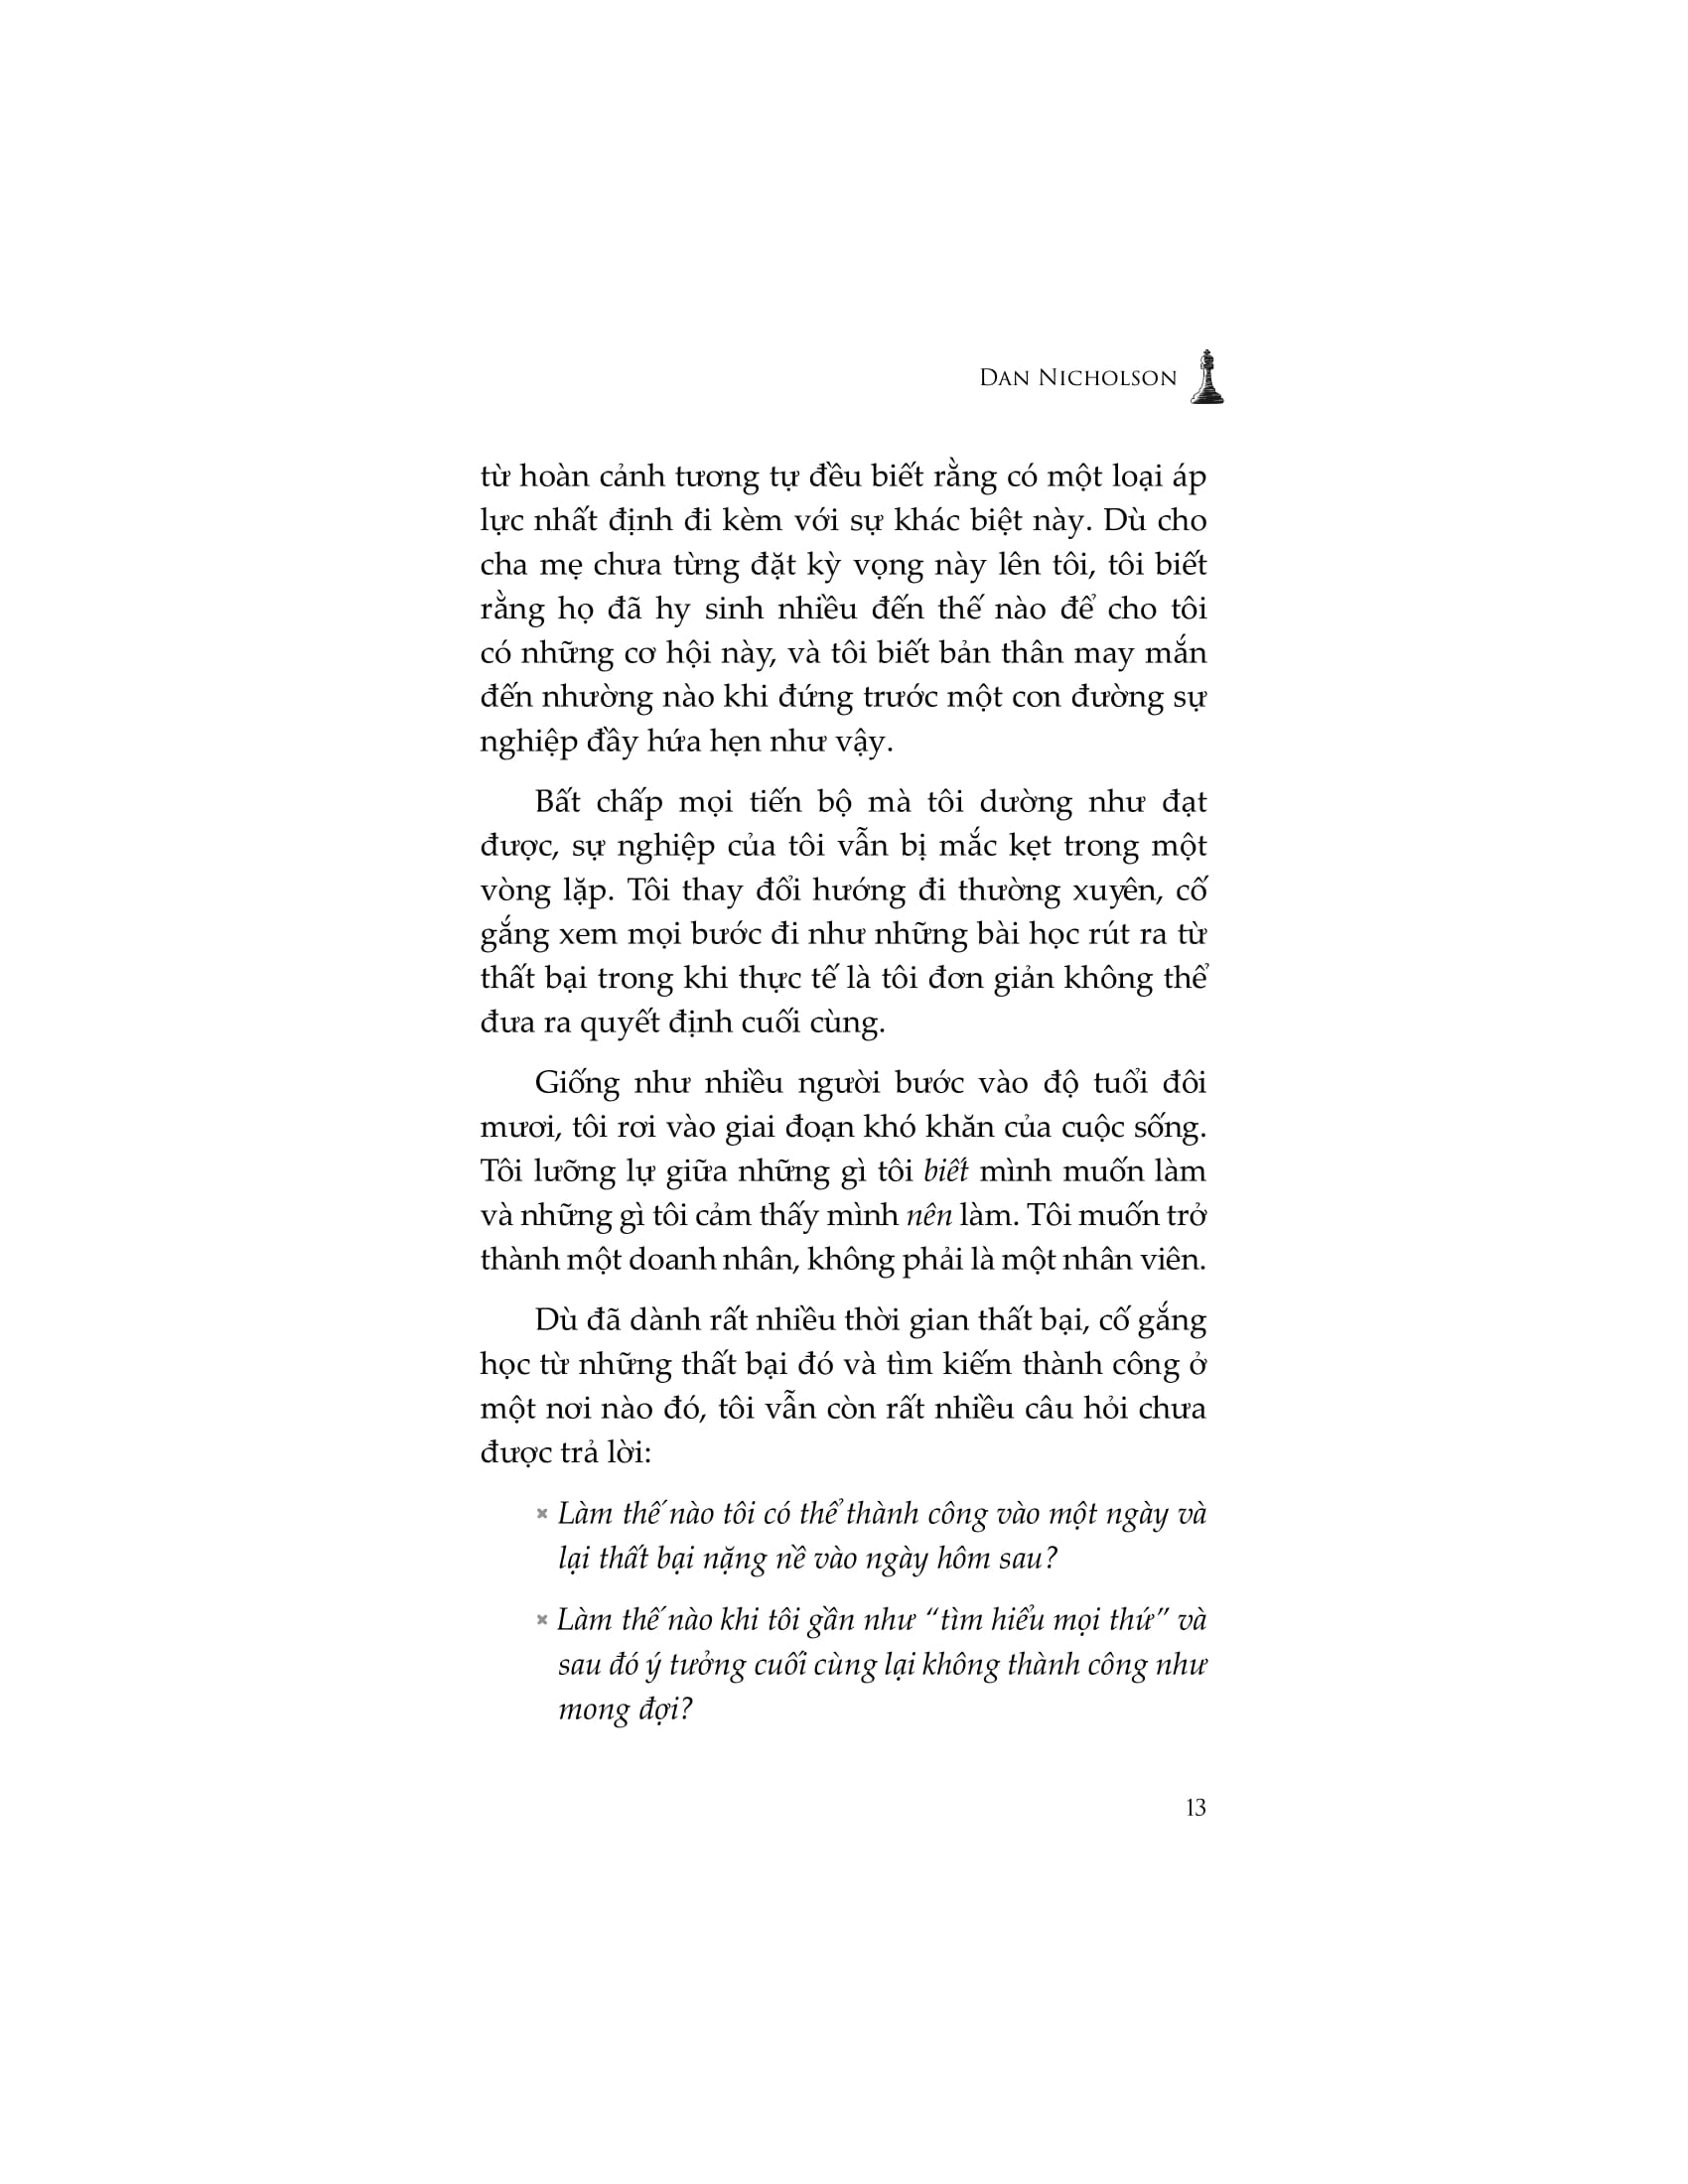 DAN NICHOLSON
từ hoàn cảnh tương tự đều biết rằng có một loại áp
lực nhất định đi kèm với sự khác biệt này. Dù cho
cha mẹ chưa từng đặt kỳ vọng này lên tôi, tôi biết
rằng họ đã hy sinh nhiều đến thế nào để cho tôi
có những cơ hội này, và tôi biết bản thân may mắn
đến nhường nào khi đứng trước một con đường sự
nghiệp đầy hứa hẹn như vậy.
Bất chấp mọi tiến bộ mà tôi dường như đạt
được, sự nghiệp của tôi vẫn bị mắc kẹt trong một
vòng lặp. Tôi thay đổi hướng đi thường xuyên, cố
gắng xem mọi bước đi như những bài học rút ra từ
thất bại trong khi thực tế là tôi đơn giản không thể
đưa ra quyết định cuối cùng.
Giống như nhiều người bước vào độ tuổi đôi
mươi, tôi rơi vào giai đoạn khó khăn của cuộc sống.
Tôi lưỡng lự giữa những gì tôi biết mình muốn làm
và những gì tôi cảm thấy mình nên làm. Tôi muốn trở
thành một doanh nhân, không phải là một nhân viên.
Dù đã dành rất nhiều thời gian thất bại, cố gắng
học từ những thất bại đó và tìm kiếm thành công ở
một nơi nào đó, tôi vẫn còn rất nhiều câu hỏi chưa
được trả lời:
× Làm thế nào tôi có thể thành công vào một ngày và
lại thất bại nặng nề vào ngày hôm sau?
× Làm thế nào khi tôi gần như “tìm hiểu mọi thứ” và
sau đó ý tưởng cuối cùng lại không thành công như
mong đợi?
13